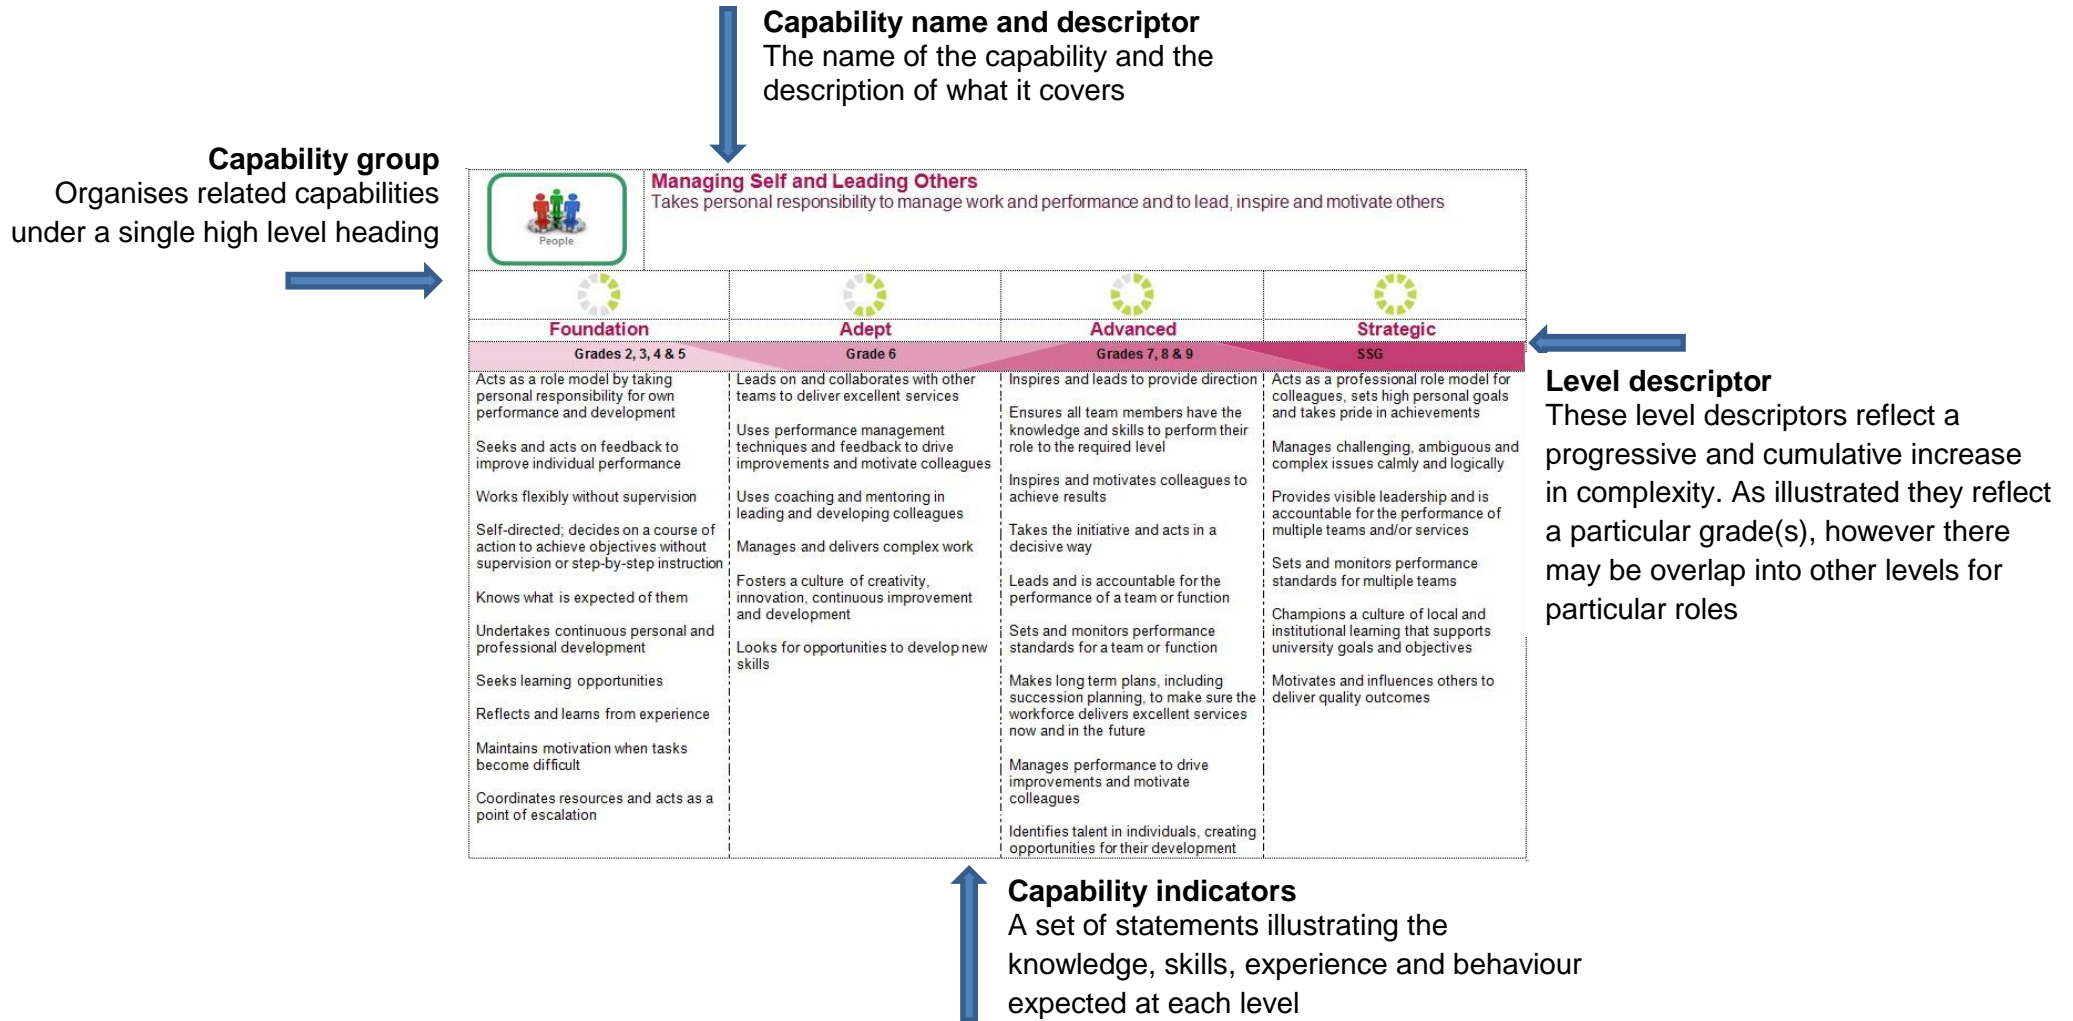 Capability name and descriptor
The name of the capability and the
description of what it covers
Capability group
Organises related capabilities
under a single high level heading
People
Managing Self and Leading Others
Takes personal responsibility to manage work and performance and to lead, inspire and motivate others
Foundation
Adept
Advanced
Strategic
Grades 2, 3, 4 & 5
Grade 6
Grades 7, 8 & 9
SSG
Acts as a role model by taking
personal responsibility for own
performance and development
Seeks and acts on feedback to
improve individual performance
Works flexibly without supervision
Self-directed; decides on a course of
action to achieve objectives without
supervision or step-by-step instruction
Knows what is expected of them
Undertakes continuous personal and
professional development
Seeks learning opportunities
Reflects and learns from experience
Maintains motivation when tasks
become difficult
Coordinates resources and acts as a
point of escalation
Leads on and collaborates with other
teams to deliver excellent services
Uses performance management
techniques and feedback to drive
improvements and motivate colleagues
Uses coaching and mentoring in
leading and developing colleagues
Manages and delivers complex work
Fosters a culture of creativity,
innovation, continuous improvement
and development
Looks for opportunities to develop new
skills
Inspires and leads to provide direction
Ensures all team members have the
knowledge and skills to perform their
role to the required level
Inspires and motivates colleagues to
achieve results
Takes the initiative and acts in a
decisive way
Leads and is accountable for the
performance of a team or function
Sets and monitors performance
standards for a team or function
Makes long term plans, including
succession planning, to make sure the
workforce delivers excellent services
now and in the future
Manages performance to drive
improvements and motivate
colleagues
Identifies talent in individuals, creating
opportunities for their development
Acts as a professional role model for
colleagues, sets high personal goals
and takes pride in achievements
Manages challenging, ambiguous and
complex issues calmly and logically
Provides visible leadership and is
accountable for the performance of
multiple teams and/or services
Sets and monitors performance
standards for multiple teams
Champions a culture of local and
institutional learning that supports
university goals and objectives
Motivates and influences others to
deliver quality outcomes
Level descriptor
These level descriptors reflect a
progressive and cumulative increase
in complexity. As illustrated they reflect
a particular grade(s), however there
may be overlap into other levels for
particular roles
Capability indicators
A set of statements illustrating the
knowledge, skills, experience and behaviour
expected at each level